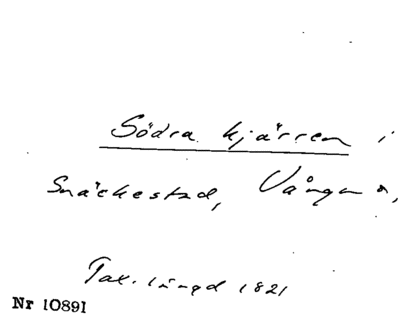 Södra kjärren i
Snäckestad, Vånga s,
Tax. längd 1821
Nr 10891